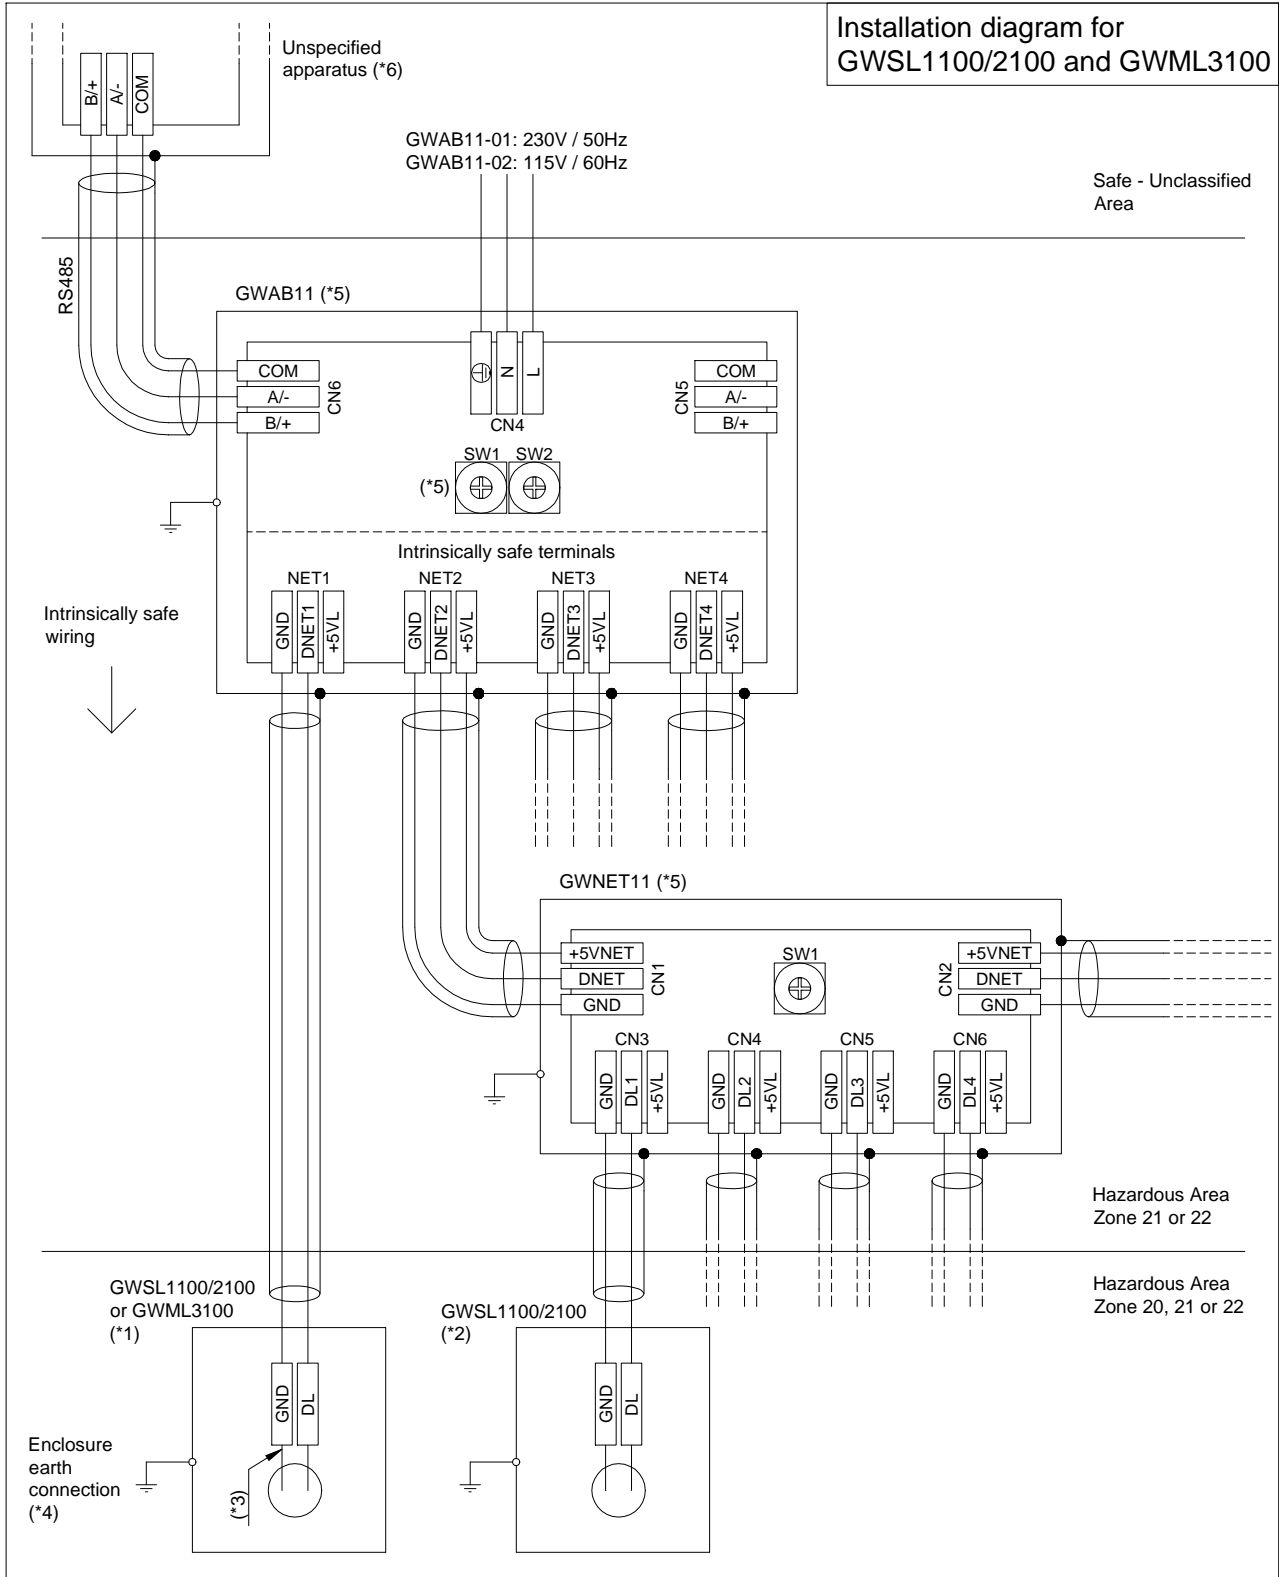 Installation diagram for
GWSL1100/2100 and GWML3100
Unspecified
apparatus (*6)
B/+
A/-
COM
GWAB11-01: 230V / 50Hz
GWAB11-02: 115V / 60Hz
Safe - Unclassified
Area
RS485
GWAB11 (*5)
COM
A/-
B/+
CN6
N
L
CN4
COM
A/-
B/+
CN5
SW1
SW2
(*5)
Intrinsically safe terminals
NET1
NET2
NET3
NET4
GND
DNET1
+5VL
GND
DNET2
+5VL
GND
DNET3
+5VL
GND
DNET4
+5VL
Intrinsically safe
wiring
GWNET11 (*5)
+5VNET
DNET
GND
CN1
SW1
+5VNET
DNET
GND
CN2
CN3
CN4
CN5
CN6
GND
DL1
+5VL
GND
DL2
+5VL
GND
DL3
+5VL
GND
DL4
+5VL
Hazardous Area
Zone 21 or 22
Hazardous Area
Zone 20, 21 or 22
GWSL1100/2100
or GWML3100
(*1)
GWSL1100/2100
(*2)
GND
DL
GND
DL
Enclosure
earth
connection
(*4)
(*3)